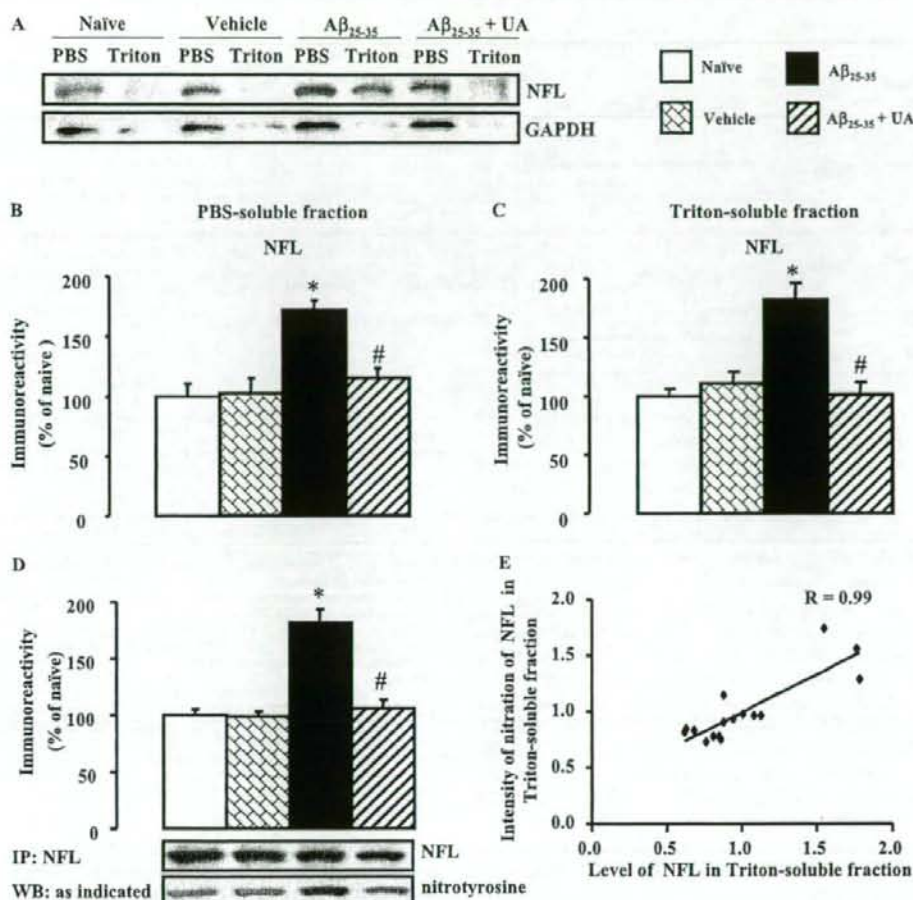 A Naïve Vehicle Aβ25-35 Aβ25-35 + UA
PBS Triton PBS Triton PBS Triton PBS Triton
NFL
GAPDH
Naïve
Aβ25-35
Vehicle
Aβ25-35 + UA
B PBS-soluble fraction
NFL
Immunoreactivity
(% of naive )
200
150
100
50
0
*
#
C Triton-soluble fraction
NFL
Immunoreactivity
(% of naïve)
200
150
100
50
0
*
#
D
Immunoreactivity
(% of naïve)
200
150
100
50
0
*
#
IP: NFL NFL
WB: as indicated nitrotyrosine
E
R = 0.99
Intensity of nitration of NFL in
Triton-soluble fraction
2.0
1.5
1.0
0.5
0.0
0.0 0.5 1.0 1.5 2.0
Level of NFL in Triton-soluble fraction